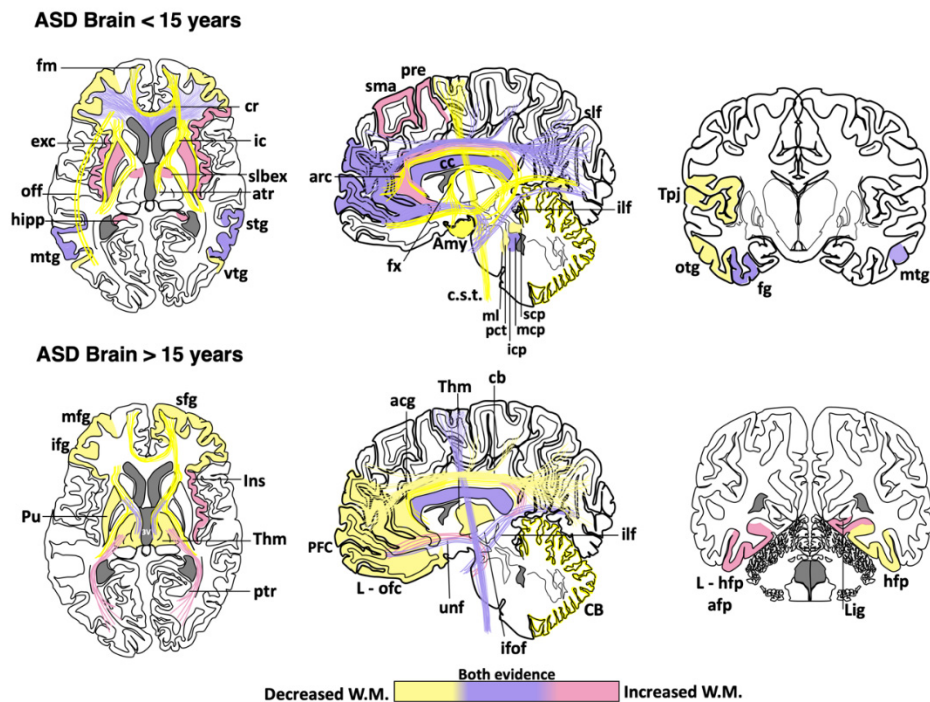 ASD Brain < 15 years
fm
cr
exc
ic
slbex
off
atr
hipp
stg
mtg
vtg
pre
sma
slf
cc
arc
ilf
Amy
fx
c.s.t.
ml
scp
pct
mcp
icp
Tpj
otg
fg
mtg
ASD Brain > 15 years
sfg
mfg
ifg
Ins
Pu
3V
Thm
ptr
cb
Thm
acg
ilf
PFC
L - ofc
unf
CB
ifof
L - hfp
hfp
afp
Lig
Both evidence
Decreased W.M.
Increased W.M.